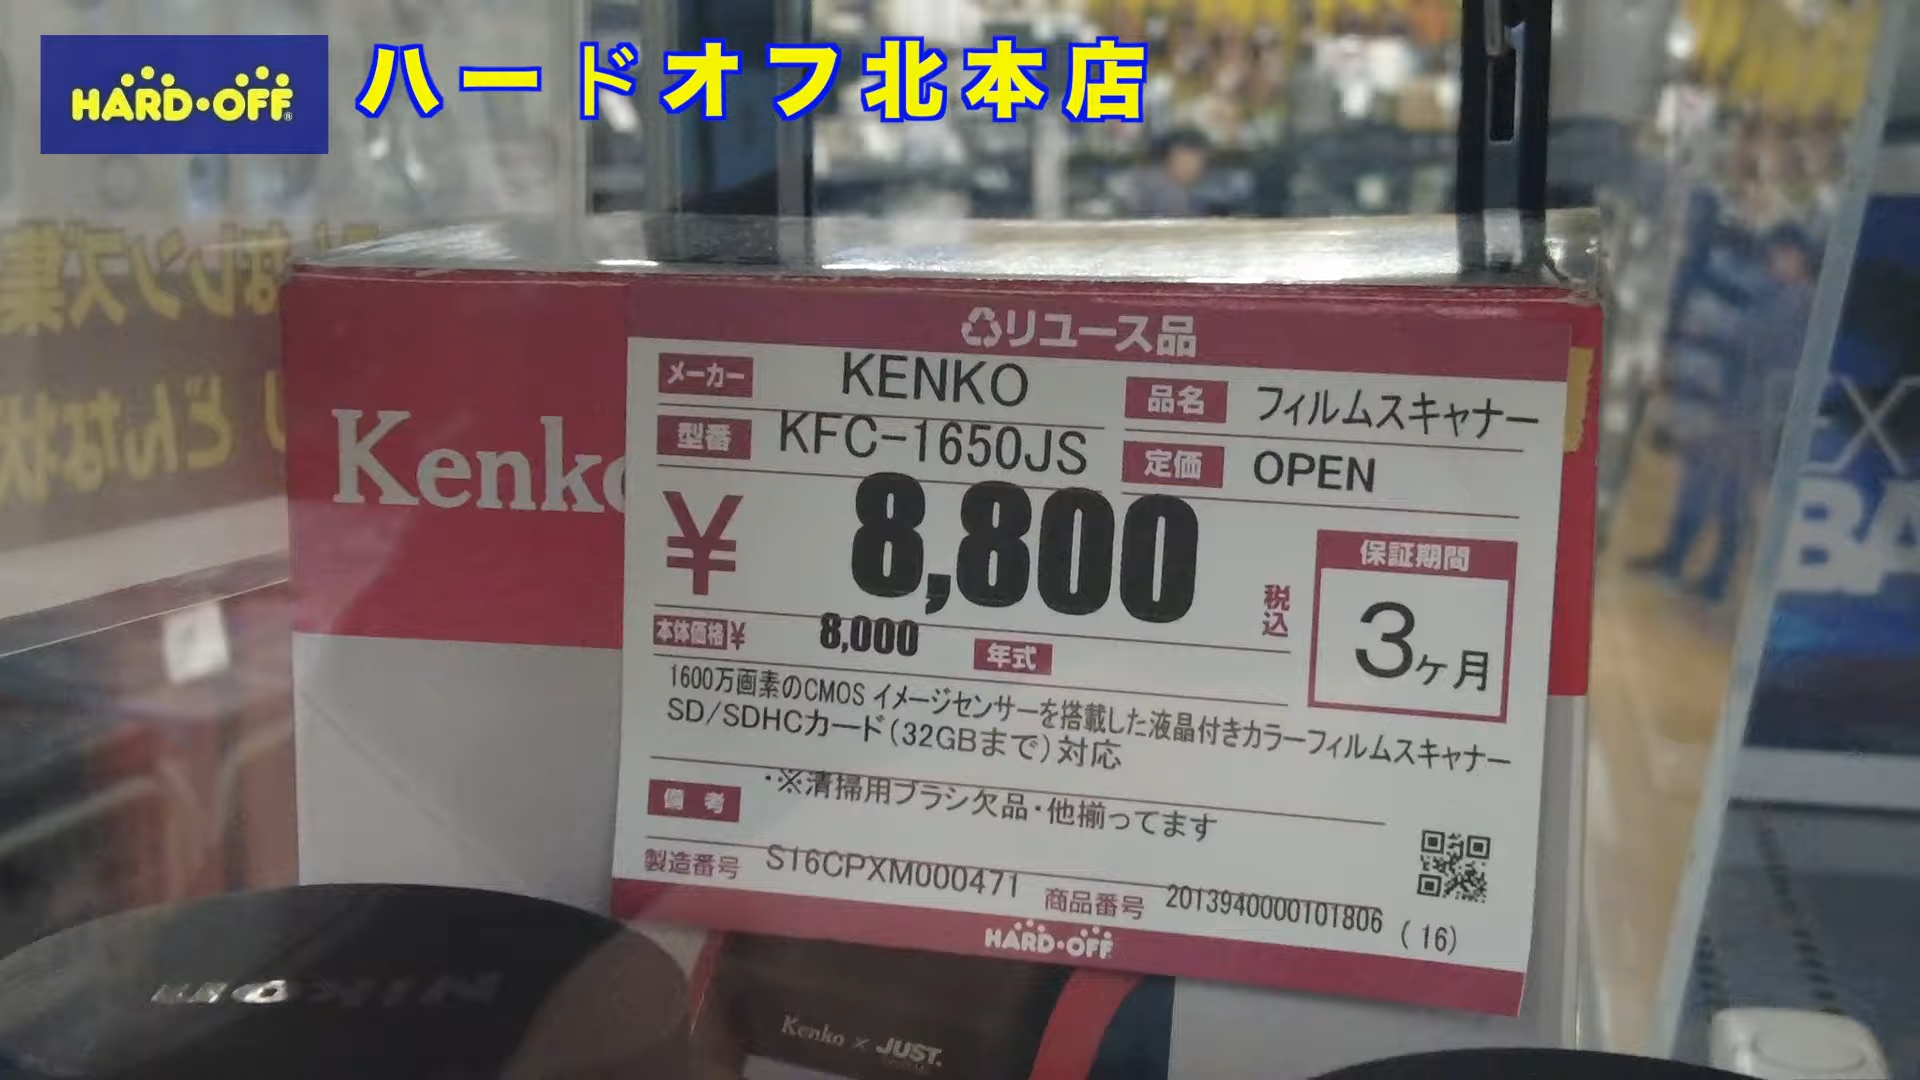 HARD・OFF
ハードオフ北本店
Kenko
リユース品
メーカー KENKO 品名 フィルムスキャナー
型番 KFC-1650JS 定価 OPEN
¥ 8,800 税込
保証期間
3ヶ月
本体価格¥ 8,000 年式
1600万画素のCMOS イメージセンサーを搭載した液晶付きカラーフィルムスキャナー
SD/SDHCカード(32GBまで)対応
備考 ・※清掃用ブラシ欠品・他揃ってます
製造番号 S16CPXM000471 商品番号 2013940000101806 (16)
HARD・OFF
Kenko × JUST.